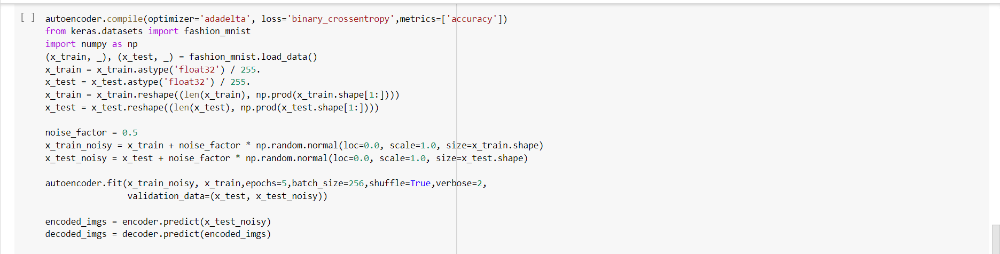 [ ] autoencoder.compile(optimizer='adadelta', loss='binary_crossentropy',metrics=['accuracy'])
from keras.datasets import fashion_mnist
import numpy as np
(x_train, _), (x_test, _) = fashion_mnist.load_data()
x_train = x_train.astype('float32') / 255.
x_test = x_test.astype('float32') / 255.
x_train = x_train.reshape((len(x_train), np.prod(x_train.shape[1:])))
x_test = x_test.reshape((len(x_test), np.prod(x_test.shape[1:])))

noise_factor = 0.5
x_train_noisy = x_train + noise_factor * np.random.normal(loc=0.0, scale=1.0, size=x_train.shape)
x_test_noisy = x_test + noise_factor * np.random.normal(loc=0.0, scale=1.0, size=x_test.shape)

autoencoder.fit(x_train_noisy, x_train,epochs=5,batch_size=256,shuffle=True,verbose=2,
                validation_data=(x_test, x_test_noisy))

encoded_imgs = encoder.predict(x_test_noisy)
decoded_imgs = decoder.predict(encoded_imgs)